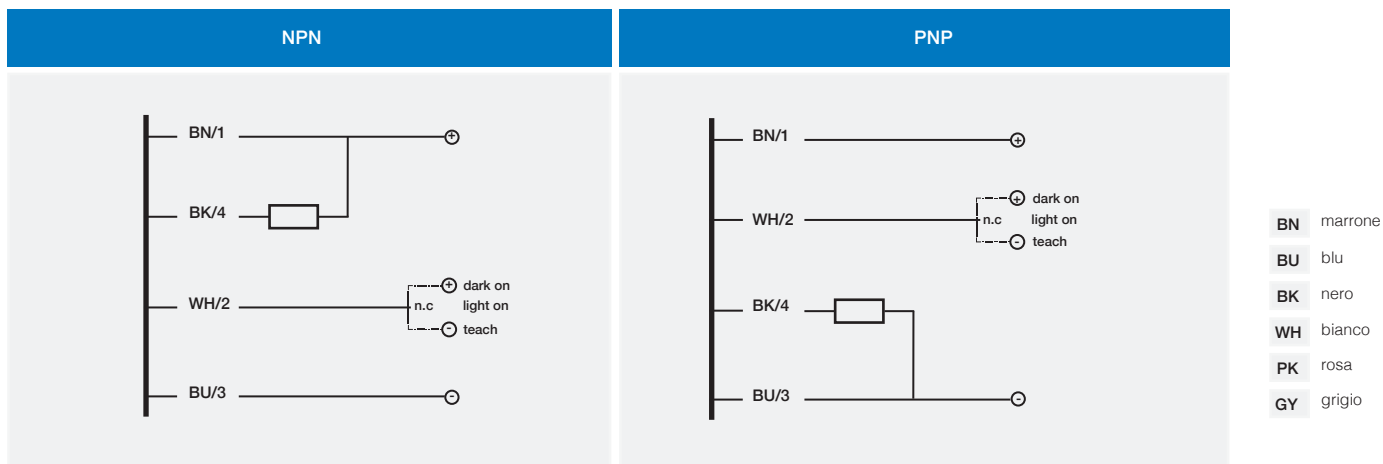 NPN
BN/1
+
BK/4
WH/2
+ dark on
n.c light on
- teach
BU/3
-
PNP
BN/1
+
WH/2
+ dark on
n.c light on
- teach
BK/4
BU/3
-
BN marrone
BU blu
BK nero
WH bianco
PK rosa
GY grigio